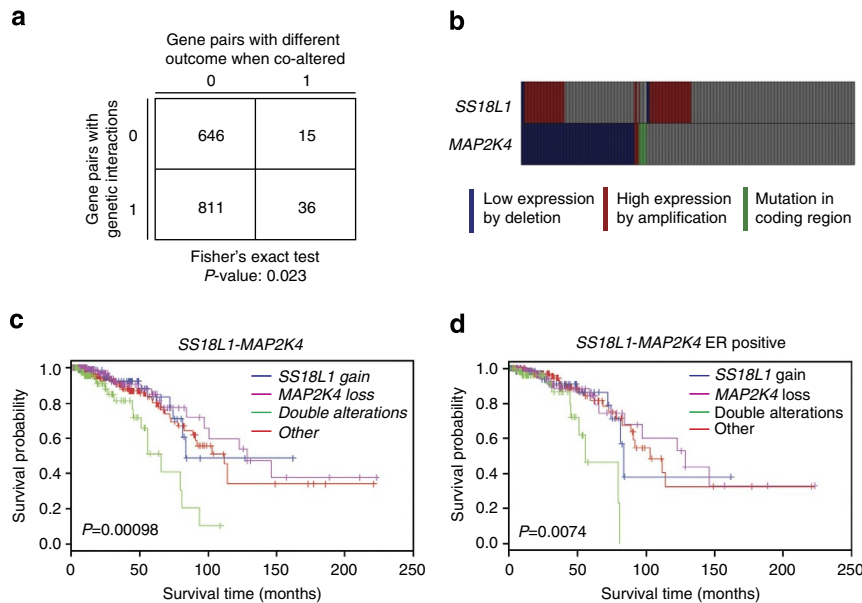 a
Gene pairs with different
outcome when co-altered
0 1
Gene pairs with
genetic interactions
0 646 15
1 811 36
Fisher's exact test
P-value: 0.023
b
SS18L1
MAP2K4
Low expression
by deletion
High expression
by amplification
Mutation in
coding region
c
SS18L1-MAP2K4
1.0
0.8
0.6
0.4
0.2
0.0
Survival probability
SS18L1 gain
MAP2K4 loss
Double alterations
Other
P=0.00098
0 50 100 150 200 250
Survival time (months)
d
SS18L1-MAP2K4 ER positive
1.0
0.8
0.6
0.4
0.2
0.0
Survival probability
SS18L1 gain
MAP2K4 loss
Double alterations
Other
P=0.0074
0 50 100 150 200 250
Survival time (months)